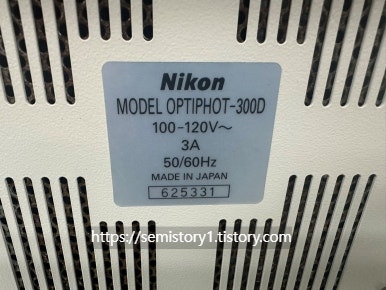 Nikon
MODEL OPTIPHOT-300D
100-120V~
3A
50/60Hz
MADE IN JAPAN
625331
https://semistory1.tistory.com